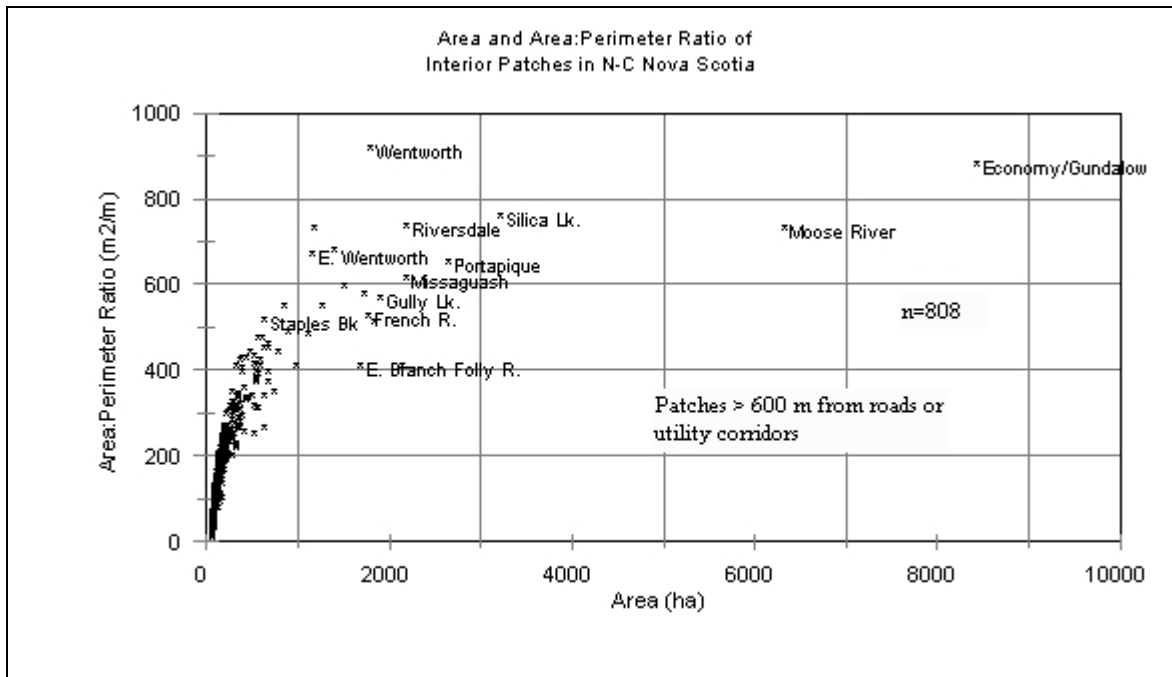 Area and Area:Perimeter Ratio of
Interior Patches in N-C Nova Scotia
Area:Perimeter Ratio (m2/m)
1000
800
600
400
200
0
Wentworth
Economy/Gundalow
Silica Lk.
Riversdale
Moose River
E. Wentworth
Portapique
Missaguash
Gully Lk.
Staples Bk
French R.
n=808
E. Branch Folly R.
Patches > 600 m from roads or
utility corridors
0
2000
4000
6000
8000
10000
Area (ha)